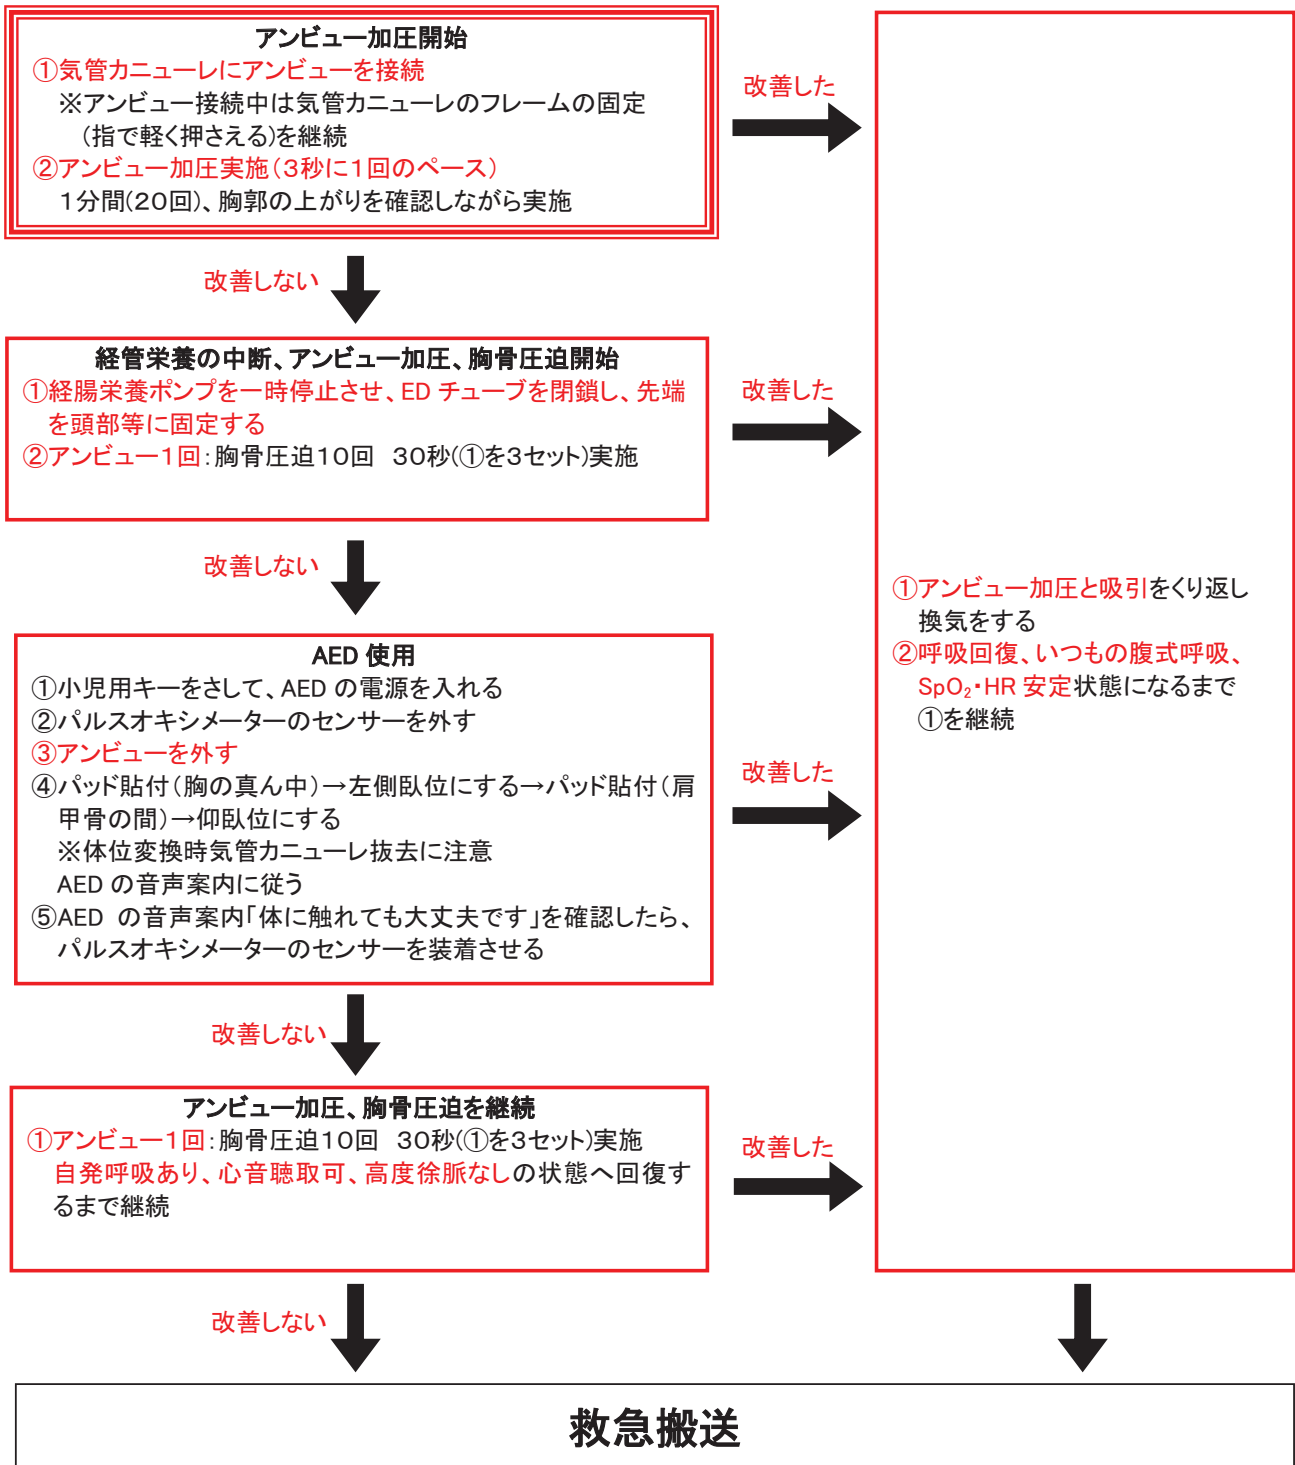 アンビュー加圧開始
①気管カニューレにアンビューを接続
※アンビュー接続中は気管カニューレのフレームの固定
(指で軽く押さえる)を継続
②アンビュー加圧実施(3秒に1回のペース)
1分間(20回)、胸郭の上がりを確認しながら実施
改善した
改善しない
経管栄養の中断、アンビュー加圧、胸骨圧迫開始
①経腸栄養ポンプを一時停止させ、ED チューブを閉鎖し、先端
を頭部等に固定する
②アンビュー1回:胸骨圧迫10回 30秒(①を3セット)実施
改善した
改善しない
AED 使用
①小児用キーをさして、AED の電源を入れる
②パルスオキシメーターのセンサーを外す
③アンビューを外す
④パッド貼付(胸の真ん中)→左側臥位にする→パッド貼付(肩
甲骨の間)→仰臥位にする
※体位変換時気管カニューレ抜去に注意
AED の音声案内に従う
⑤AED の音声案内「体に触れても大丈夫です」を確認したら、
パルスオキシメーターのセンサーを装着させる
改善した
改善しない
アンビュー加圧、胸骨圧迫を継続
①アンビュー1回:胸骨圧迫10回 30秒(①を3セット)実施
自発呼吸あり、心音聴取可、高度徐脈なしの状態へ回復す
るまで継続
改善した
改善しない
①アンビュー加圧と吸引をくり返し
換気をする
②呼吸回復、いつもの腹式呼吸、
SpO₂・HR 安定状態になるまで
①を継続
救急搬送